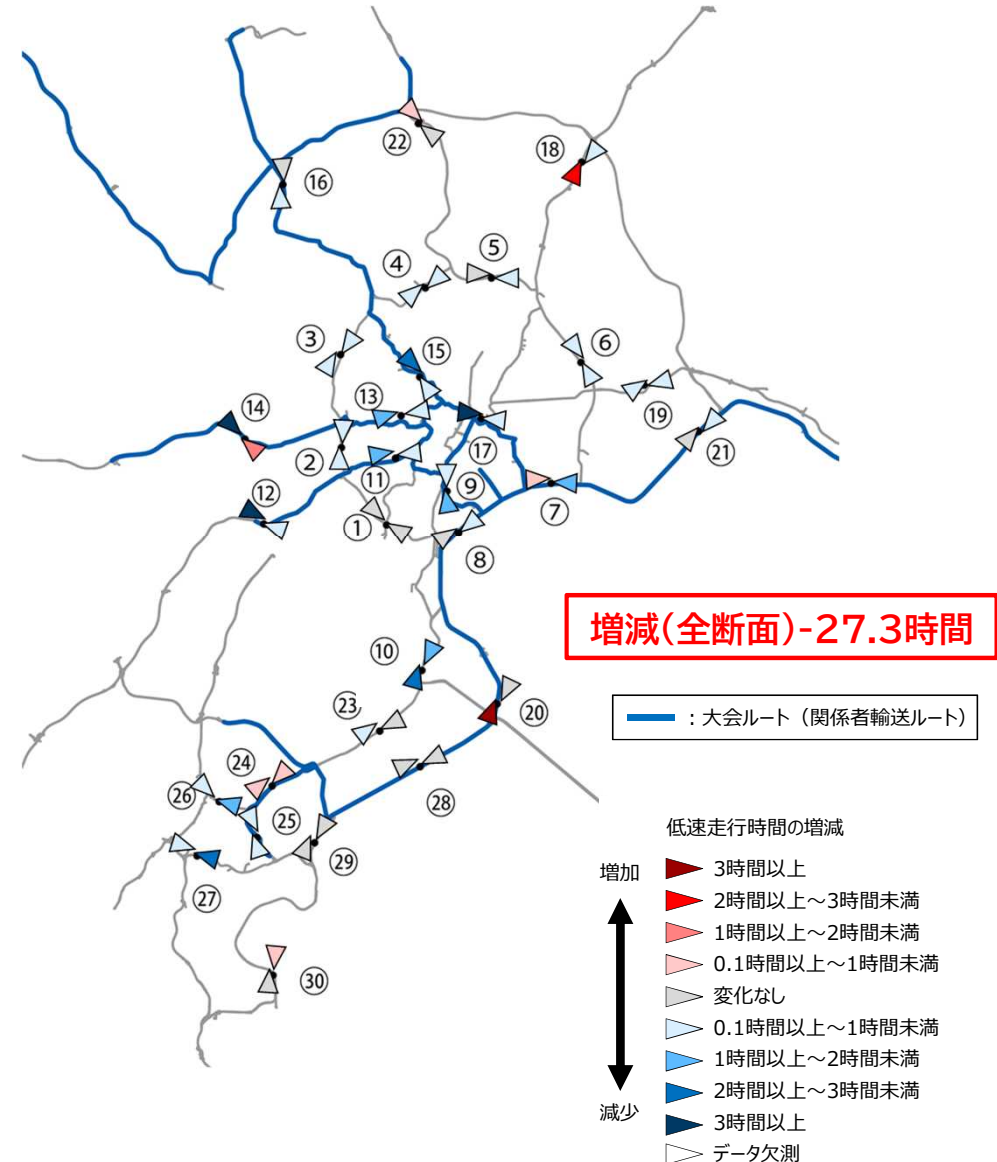 ㉒
⑱
⑯
⑤
④
③
⑥
⑮
⑬
⑭
⑲
㉑
⑰
②
⑪
⑨
⑫
⑦
①
⑧
増減(全断面)-27.3時間
⑩
：大会ルート（関係者輸送ルート）
㉓
⑳
㉔
㉖
㉘
㉕
㉙
㉗
㉚
低速走行時間の増減
増加
3時間以上
2時間以上～3時間未満
1時間以上～2時間未満
0.1時間以上～1時間未満
変化なし
0.1時間以上～1時間未満
1時間以上～2時間未満
2時間以上～3時間未満
減少
3時間以上
データ欠測